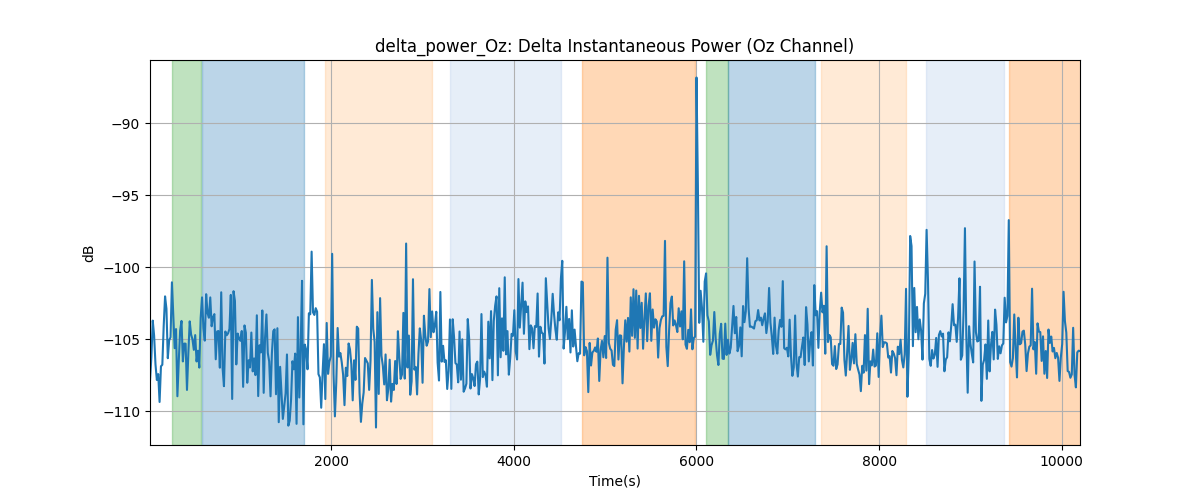 delta_power_Oz: Delta Instantaneous Power (Oz Channel)
−90
−95
−100
−105
−110
dB
2000 4000 6000 8000 10000
Time(s)